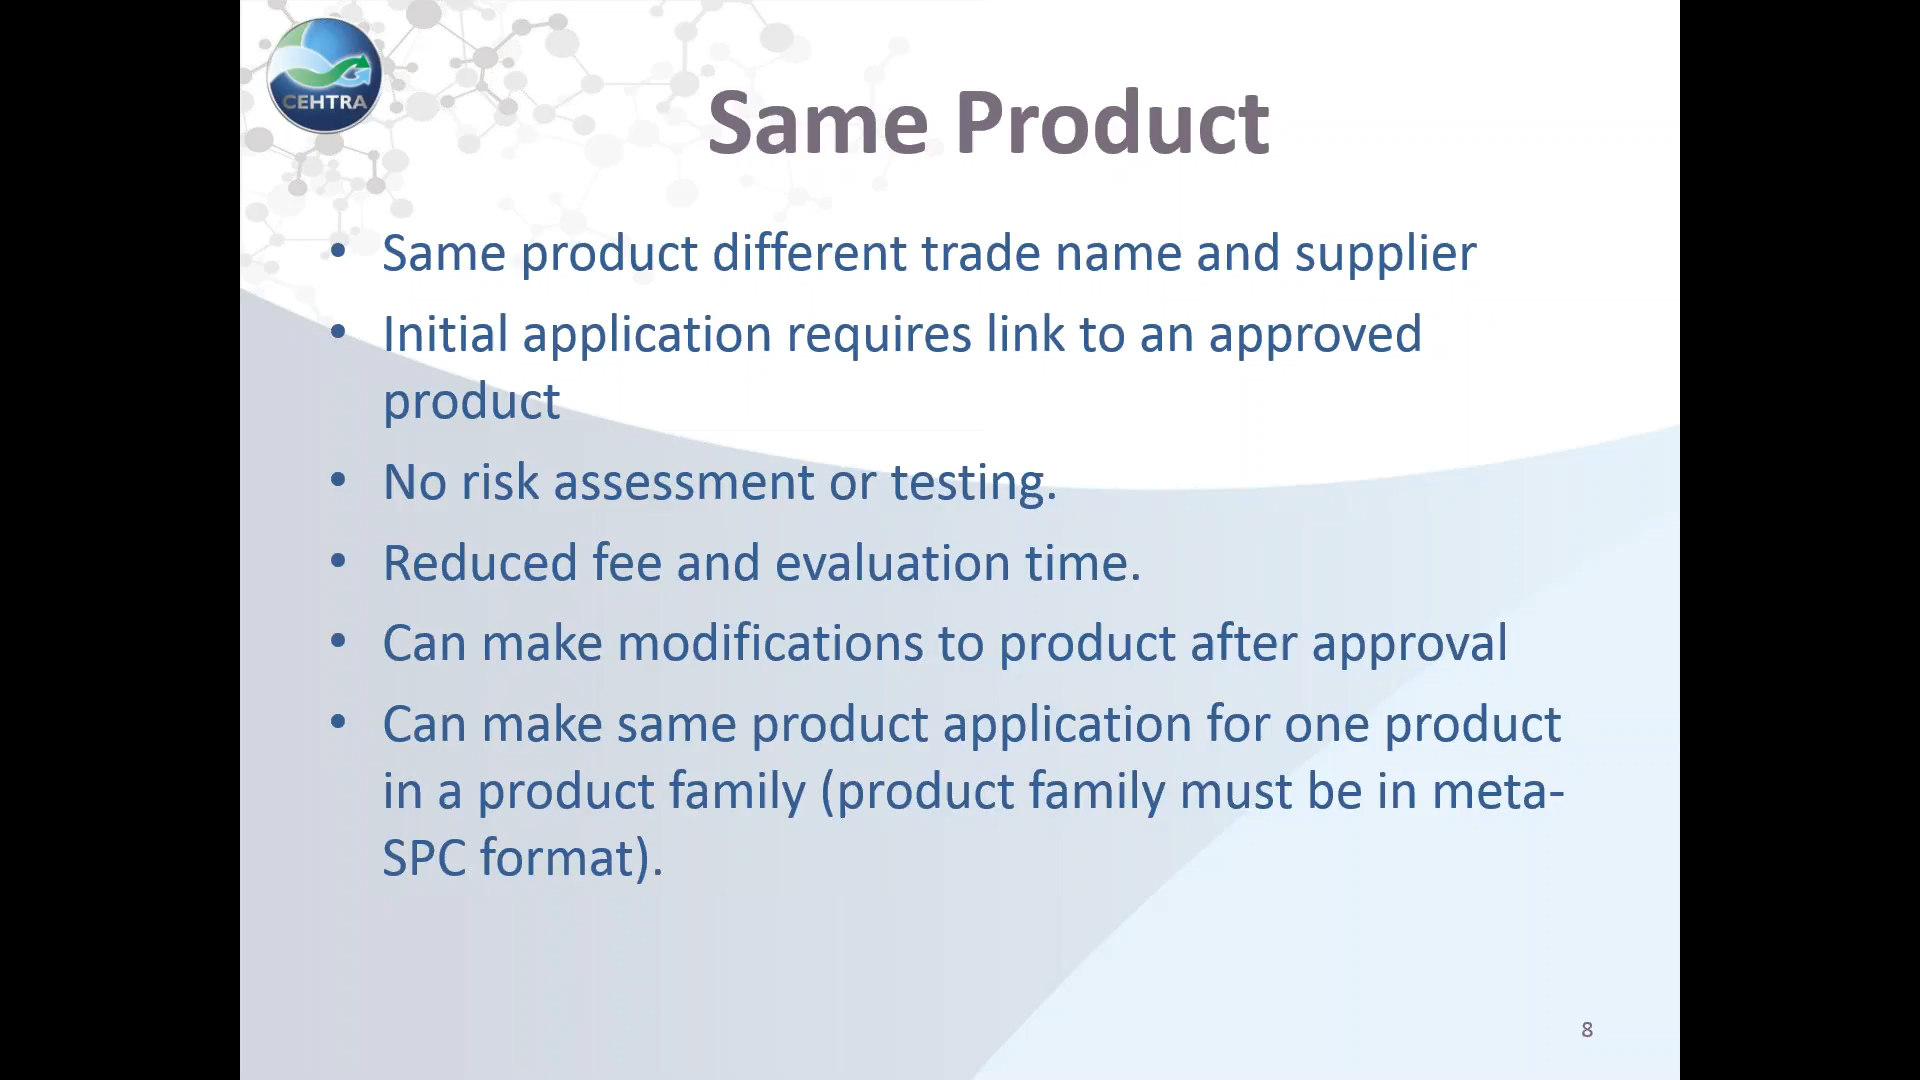 CEHTRA
Same Product
• Same product different trade name and supplier
• Initial application requires link to an approved
product
• No risk assessment or testing.
• Reduced fee and evaluation time.
• Can make modifications to product after approval
• Can make same product application for one product
in a product family (product family must be in meta-
SPC format).
8